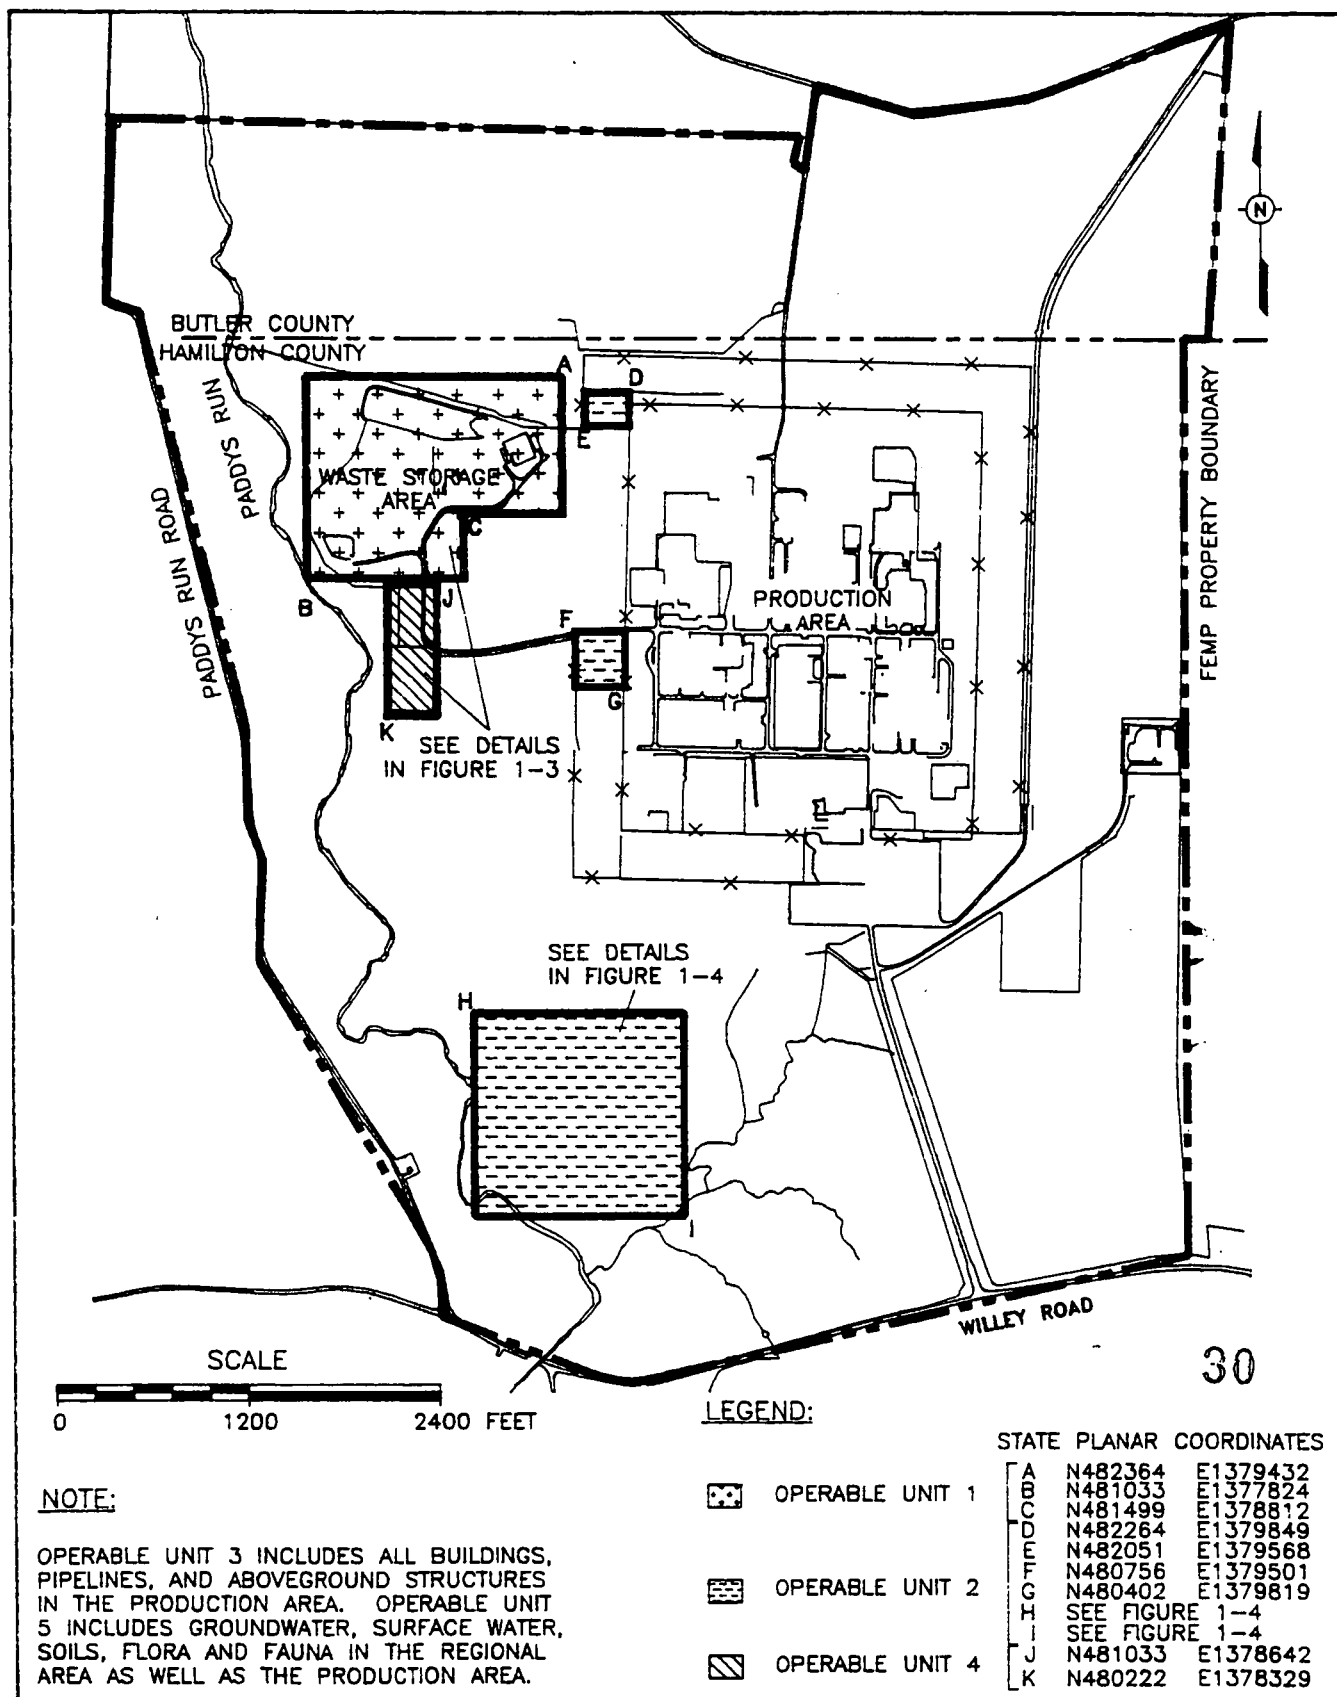 N
BUTLER COUNTY
HAMILTON COUNTY
A
D
E
PADDYS RUN
PADDYS RUN ROAD
FEMP PROPERTY BOUNDARY
WASTE STORAGE
AREA
C
B
J
F
PRODUCTION
AREA
G
K
SEE DETAILS
IN FIGURE 1-3
SEE DETAILS
IN FIGURE 1-4
H
I
WILLEY ROAD
SCALE
0 1200 2400 FEET
30
LEGEND:
OPERABLE UNIT 1
OPERABLE UNIT 2
OPERABLE UNIT 4
STATE PLANAR COORDINATES
A N482364 E1379432
B N481033 E1377824
C N481499 E1378812
D N482264 E1379849
E N482051 E1379568
F N480756 E1379501
G N480402 E1379819
H SEE FIGURE 1-4
I SEE FIGURE 1-4
J N481033 E1378642
K N480222 E1378329
NOTE:
OPERABLE UNIT 3 INCLUDES ALL BUILDINGS,
PIPELINES, AND ABOVEGROUND STRUCTURES
IN THE PRODUCTION AREA. OPERABLE UNIT
5 INCLUDES GROUNDWATER, SURFACE WATER,
SOILS, FLORA AND FAUNA IN THE REGIONAL
AREA AS WELL AS THE PRODUCTION AREA.